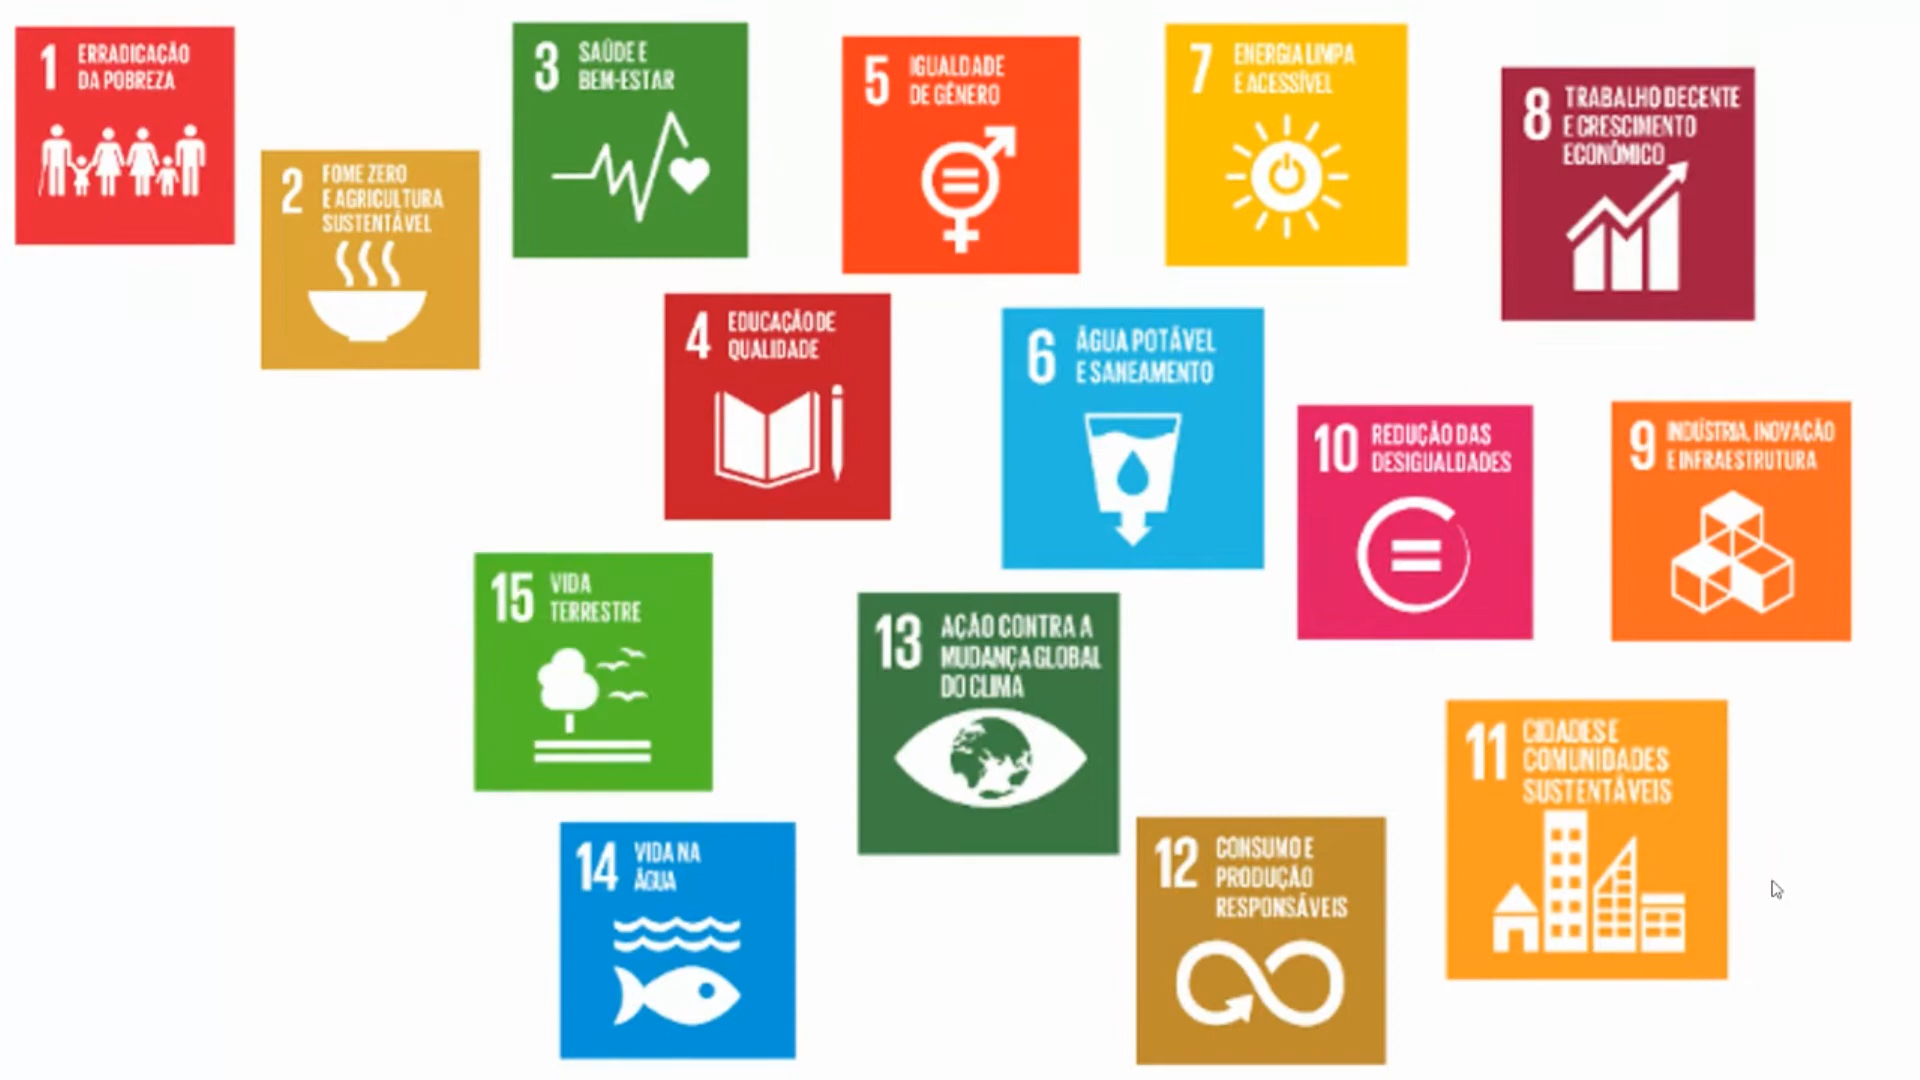 1
ERRADICAÇÃO
DA POBREZA
2
FOME ZERO
E AGRICULTURA
SUSTENTÁVEL
3
SAÚDE E
BEM-ESTAR
4
EDUCAÇÃO DE
QUALIDADE
5
IGUALDADE
DE GÊNERO
6
ÁGUA POTÁVEL
E SANEAMENTO
7
ENERGIA LIMPA
E ACESSÍVEL
8
TRABALHO DECENTE
E CRESCIMENTO
ECONÔMICO
9
INDÚSTRIA, INOVAÇÃO
E INFRAESTRUTURA
10
REDUÇÃO DAS
DESIGUALDADES
11
CIDADES E
COMUNIDADES
SUSTENTÁVEIS
12
CONSUMO E
PRODUÇÃO
RESPONSÁVEIS
13
AÇÃO CONTRA A
MUDANÇA GLOBAL
DO CLIMA
14
VIDA NA
ÁGUA
15
VIDA
TERRESTRE